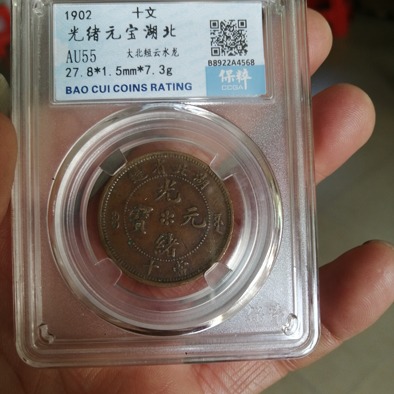 1902 十文
光绪元宝湖北
AU55 大北短云水龙
27.8*1.5mm*7.3g
B8922A4568
保粹
CCGA
BAO CUI COINS RATING
光
寶 元
緒